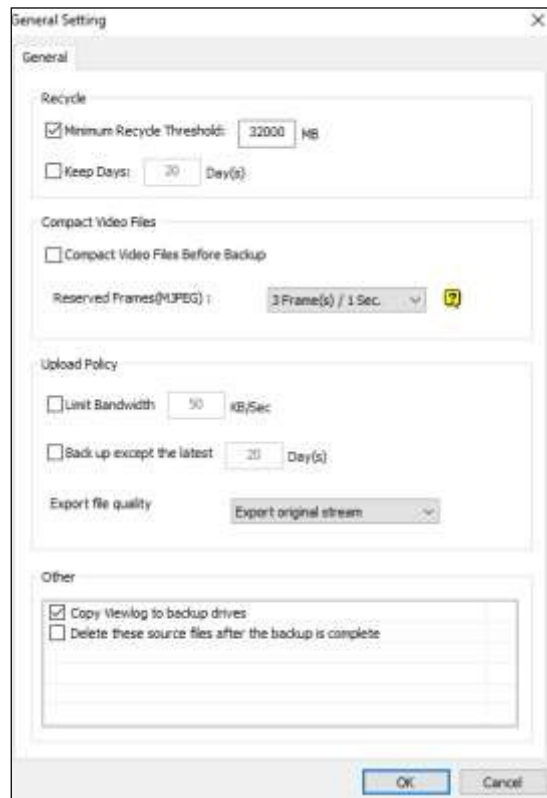 General Setting
General
Recycle
Minimum Recycle Threshold: 32000 MB
Keep Days: 20 Day(s)
Compact Video Files
Compact Video Files Before Backup
Reserved Frames(MJPEG) : 3 Frame(s) / 1 Sec.
Upload Policy
Limit Bandwidth 50 KB/Sec
Back up except the latest 20 Day(s)
Export file quality Export original stream
Other
Copy Viewlog to backup drives
Delete these source files after the backup is complete
OK Cancel